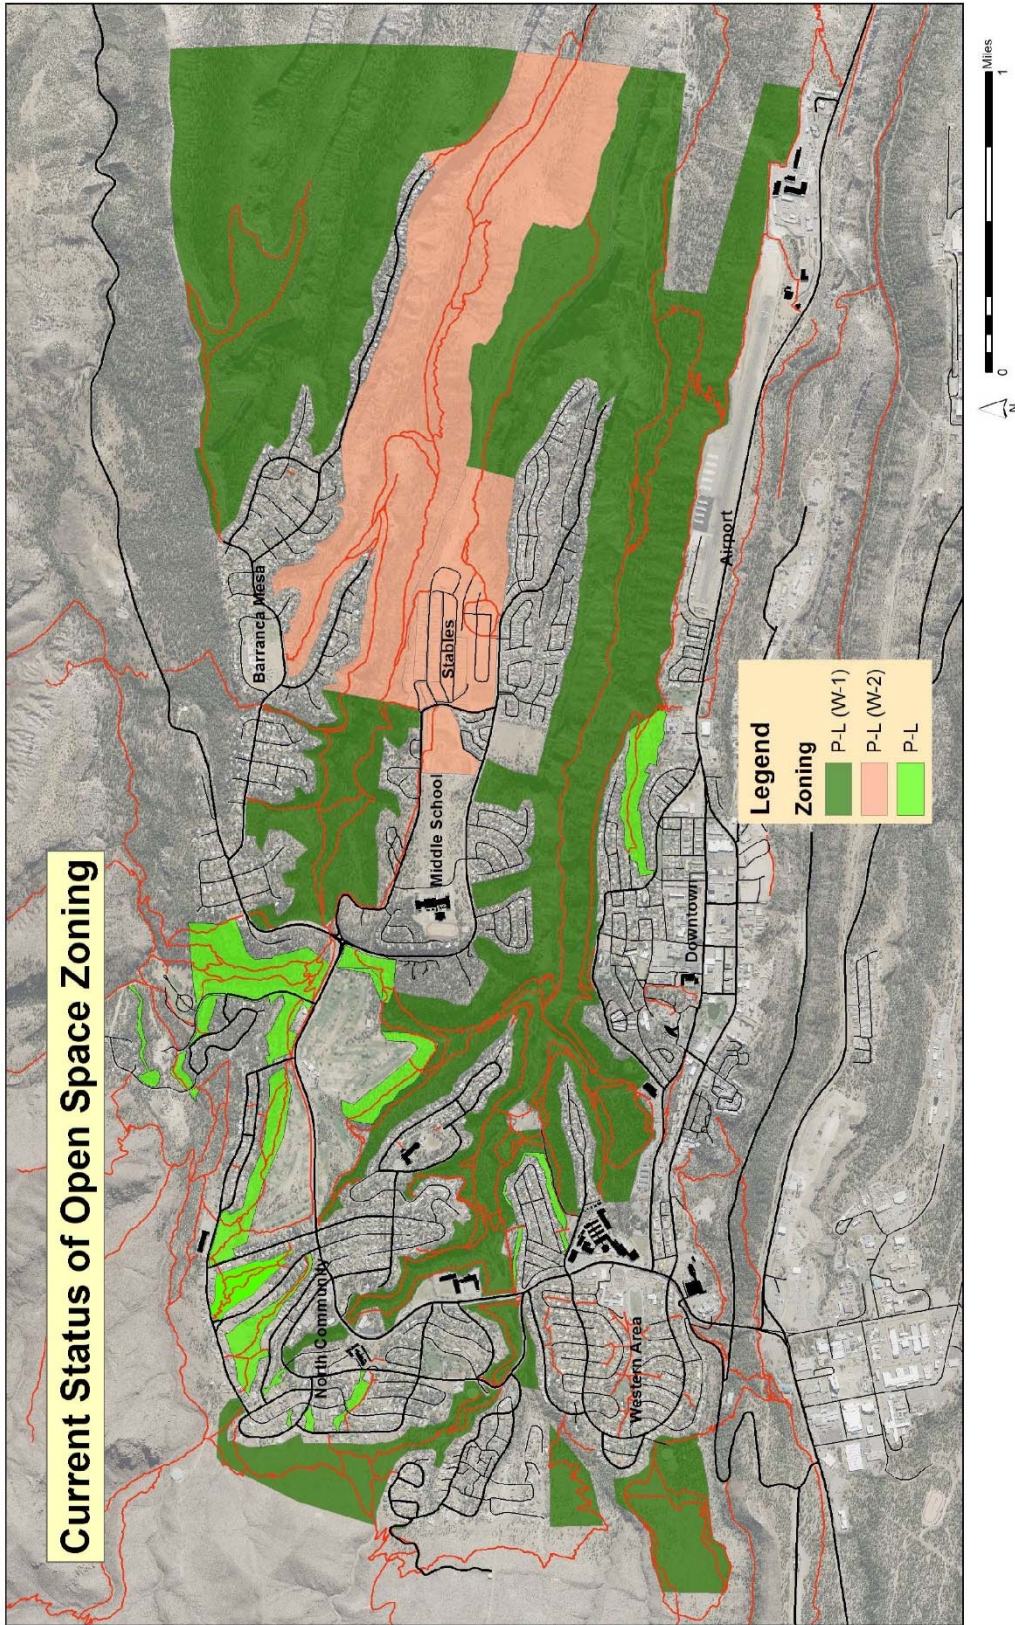 Current Status of Open Space Zoning
Barranca Mesa
North Community
Middle School
Stables
Western Area
Downtown
Airport
Legend
Zoning
P-L (W-1)
P-L (W-2)
P-L
N
0
1
Miles